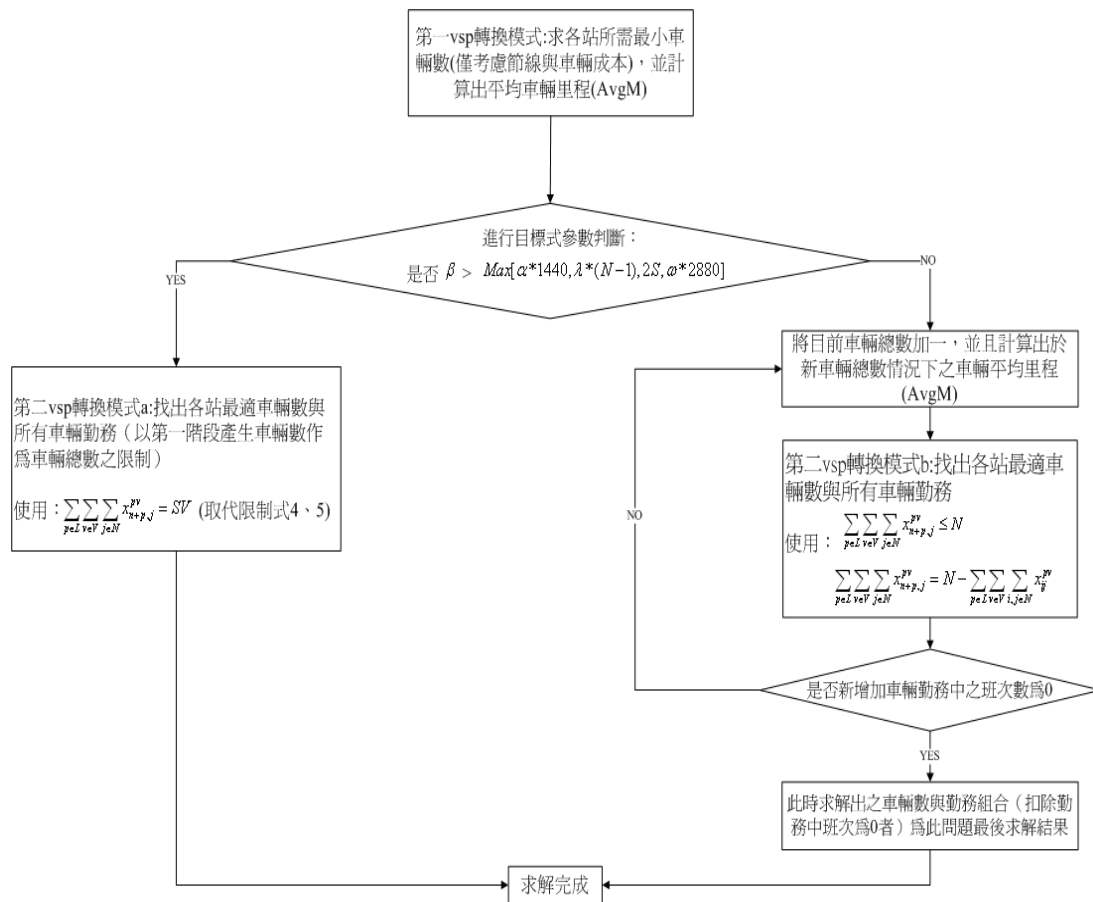 第一vsp轉換模式:求各站所需最小車
輛數(僅考慮節線與車輛成本)，並計
算出平均車輛里程(AvgM)
進行目標式參數判斷：
是否 β > Max[α*1440,λ*(N-1),2S,φ*2880]
YES
NO
將目前車輛總數加一，並且計算出於
新車輛總數情況下之車輛平均里程
(AvgM)
第二vsp轉換模式a:找出各站最適車輛數與
所有車輛勤務（以第一階段產生車輛數作
爲車輛總數之限制）
使用：∑∑∑x^{pv}_{n+p,j} = SV (取代限制式4、5)
p∈L v∈V j∈N
第二vsp轉換模式b:找出各站最適車
輛數與所有車輛勤務
使用： ∑∑∑x^{pv}_{n+p,j} ≤ N
p∈L v∈V j∈N
∑∑∑x^{pv}_{n+p,j} = N - ∑∑∑x^{pv}_{ij}
p∈L v∈V j∈N p∈L v∈V i,j∈N
NO
是否新增加車輛勤務中之班次數爲0
YES
此時求解出之車輛數與勤務組合（扣除勤
務中班次爲0者）爲此問題最後求解結果
求解完成